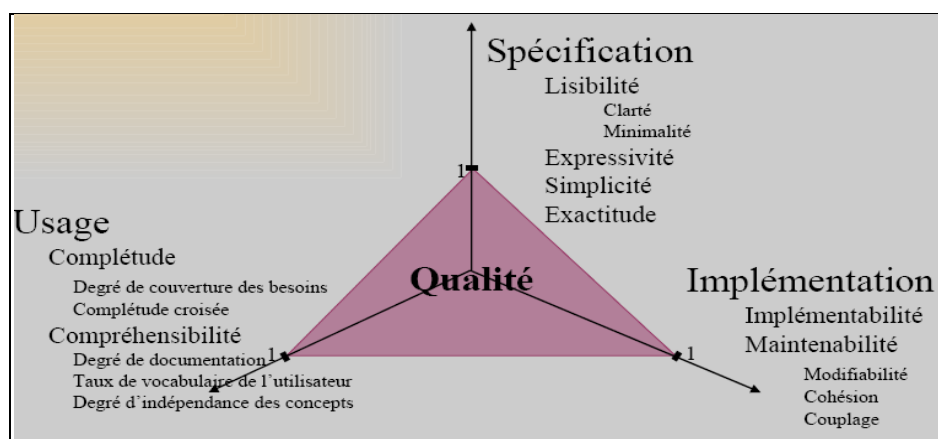 Spécification
Lisibilité
Clarté
Minimalité
Expressivité
Simplicité
Exactitude
1
Usage
Complétude
Degré de couverture des besoins
Complétude croisée
Compréhensibilité
Degré de documentation
Taux de vocabulaire de l'utilisateur
Degré d'indépendance des concepts
1
Qualité
Implémentation
Implémentabilité
Maintenabilité
Modifiabilité
Cohésion
Couplage
1